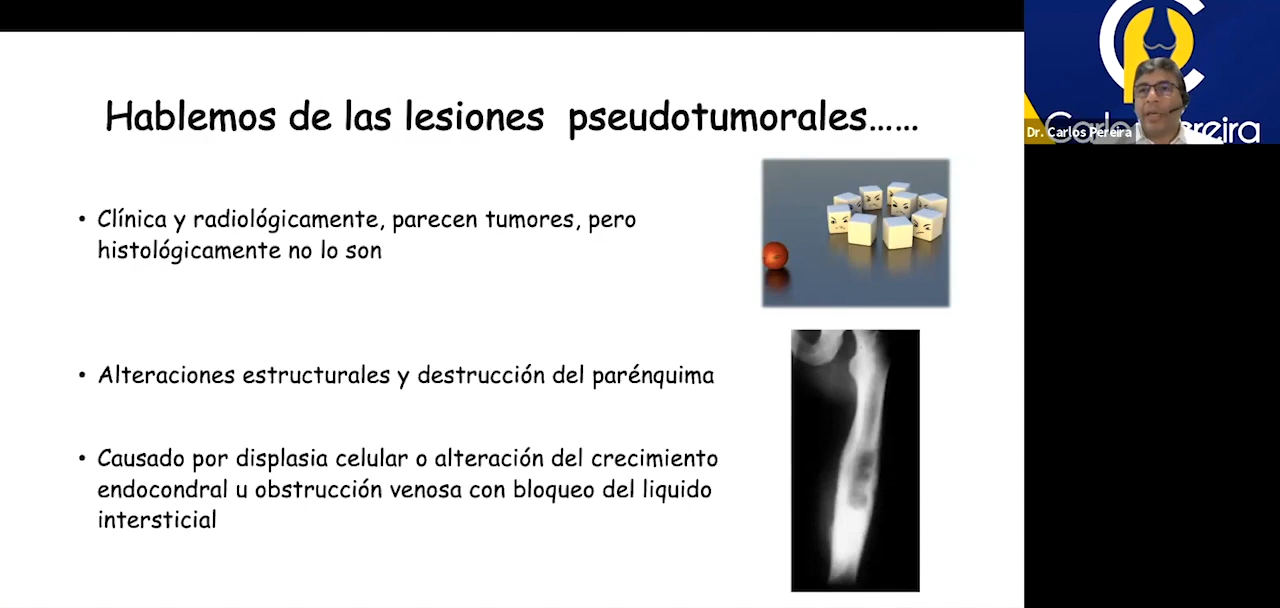 Hablemos de las lesiones pseudotumorales......
• Clínica y radiológicamente, parecen tumores, pero
histológicamente no lo son
• Alteraciones estructurales y destrucción del parénquima
• Causado por displasia celular o alteración del crecimiento
endocondral u obstrucción venosa con bloqueo del liquido
intersticial
Dr. Carlos Pereira